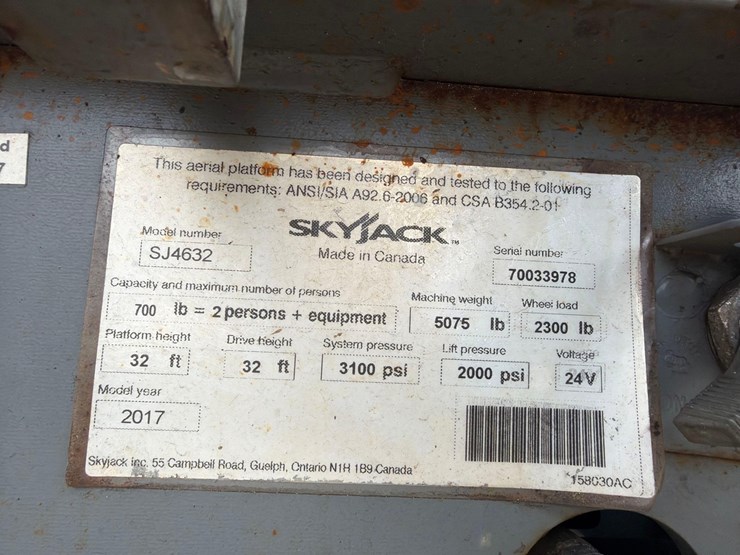 d
7
This aerial platform has been designed and tested to the following
requirements: ANSI/SIA A92.6-2006 and CSA B354.2-01
SKYJACK™
Made in Canada
Model number
SJ4632
Serial number
70033978
Capacity and maximum number of persons
700 lb = 2 persons + equipment
Machine weight
5075 lb
Wheel load
2300 lb
Platform height
32 ft
Drive height
32 ft
System pressure
3100 psi
Lift pressure
2000 psi
Voltage
24V
Model year
2017
Skyjack Inc. 55 Campbell Road, Guelph, Ontario N1H 1B9 Canada
158030AC